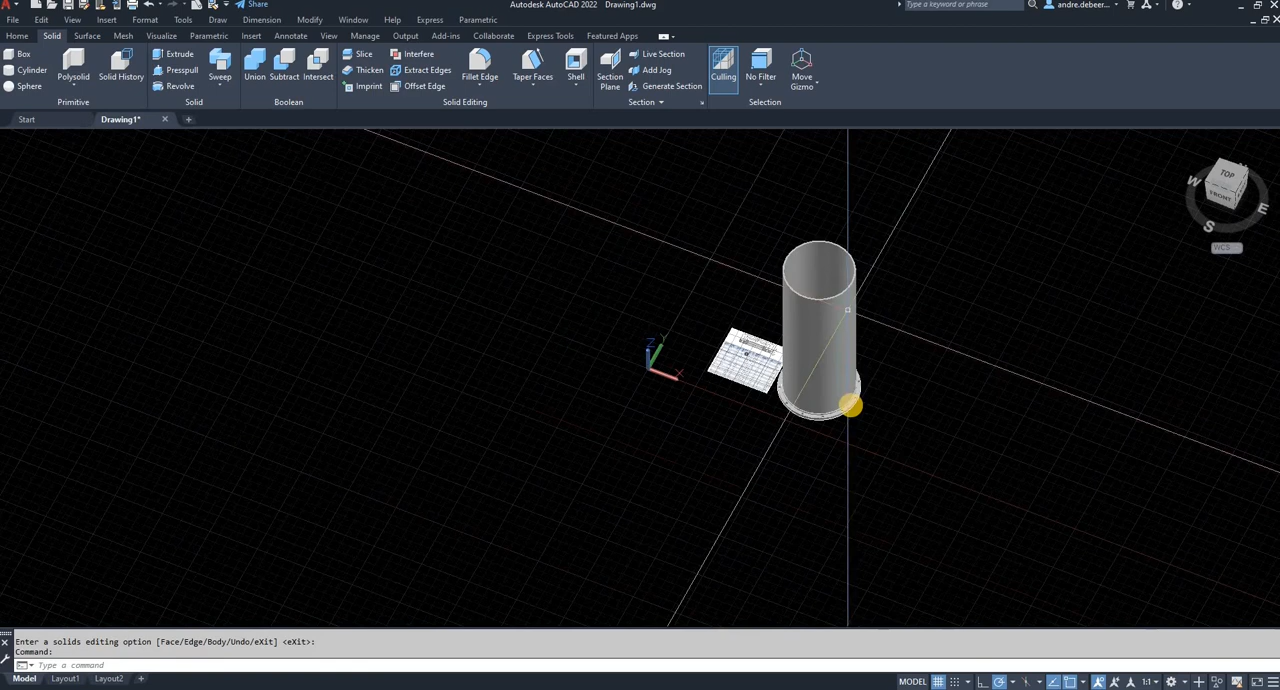 Share
Autodesk AutoCAD 2022 Drawing1.dwg
Type a keyword or phrase
andre.debeer...
File Edit View Insert Format Tools Draw Dimension Modify Window Help Express Parametric
Home Solid Surface Mesh Visualize Parametric Insert Annotate View Manage Output Add-ins Collaborate Express Tools Featured Apps
Box
Cylinder
Sphere
Polysolid
Solid History
Primitive
Extrude
Presspull
Revolve
Sweep
Solid
Union
Subtract
Intersect
Boolean
Slice
Thicken
Imprint
Interfere
Extract Edges
Offset Edge
Fillet Edge
Taper Faces
Shell
Solid Editing
Section
Plane
Live Section
Add Jog
Generate Section
Section
Culling
No Filter
Move
Gizmo
Selection
Start
Drawing1*
TOP
FRONT
W
S
E
WCS
Z
Y
X
Enter a solids editing option [Face/Edge/Body/Undo/eXit] <eXit>:
Command:
Type a command
Model Layout1 Layout2
MODEL
1:1